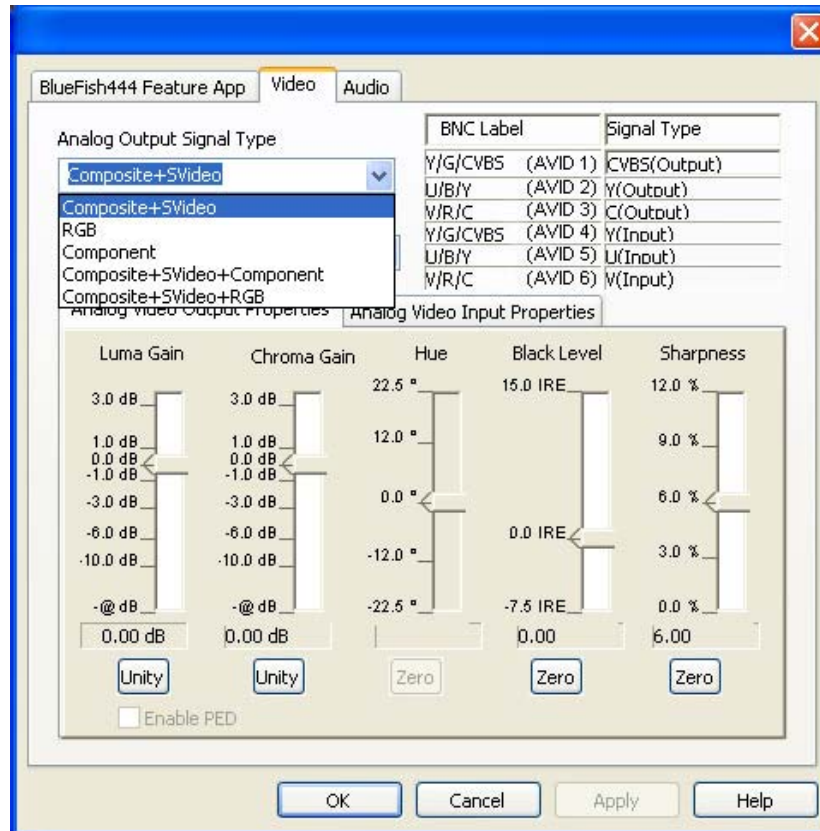 BlueFish444 Feature App Video Audio
Analog Output Signal Type
Composite+SVideo
Composite+SVideo
RGB
Component
Composite+SVideo+Component
Composite+SVideo+RGB
BNC Label Signal Type
Y/G/CVBS (AVID 1) CVBS(Output)
U/B/Y (AVID 2) Y(Output)
V/R/C (AVID 3) C(Output)
Y/G/CVBS (AVID 4) Y(Input)
U/B/Y (AVID 5) U(Input)
V/R/C (AVID 6) V(Input)
Analog Video Output Properties Analog Video Input Properties
Luma Gain
3.0 dB
1.0 dB
0.0 dB
-1.0 dB
-3.0 dB
-6.0 dB
-10.0 dB
-@ dB
0.00 dB
Unity
Enable PED
Chroma Gain
3.0 dB
1.0 dB
0.0 dB
-1.0 dB
-3.0 dB
-6.0 dB
-10.0 dB
-@ dB
0.00 dB
Unity
Hue
22.5 °
12.0 °
0.0 °
-12.0 °
-22.5 °
Zero
Black Level
15.0 IRE
0.0 IRE
-7.5 IRE
0.00
Zero
Sharpness
12.0 %
9.0 %
6.0 %
3.0 %
0.0 %
6.00
Zero
OK Cancel Apply Help